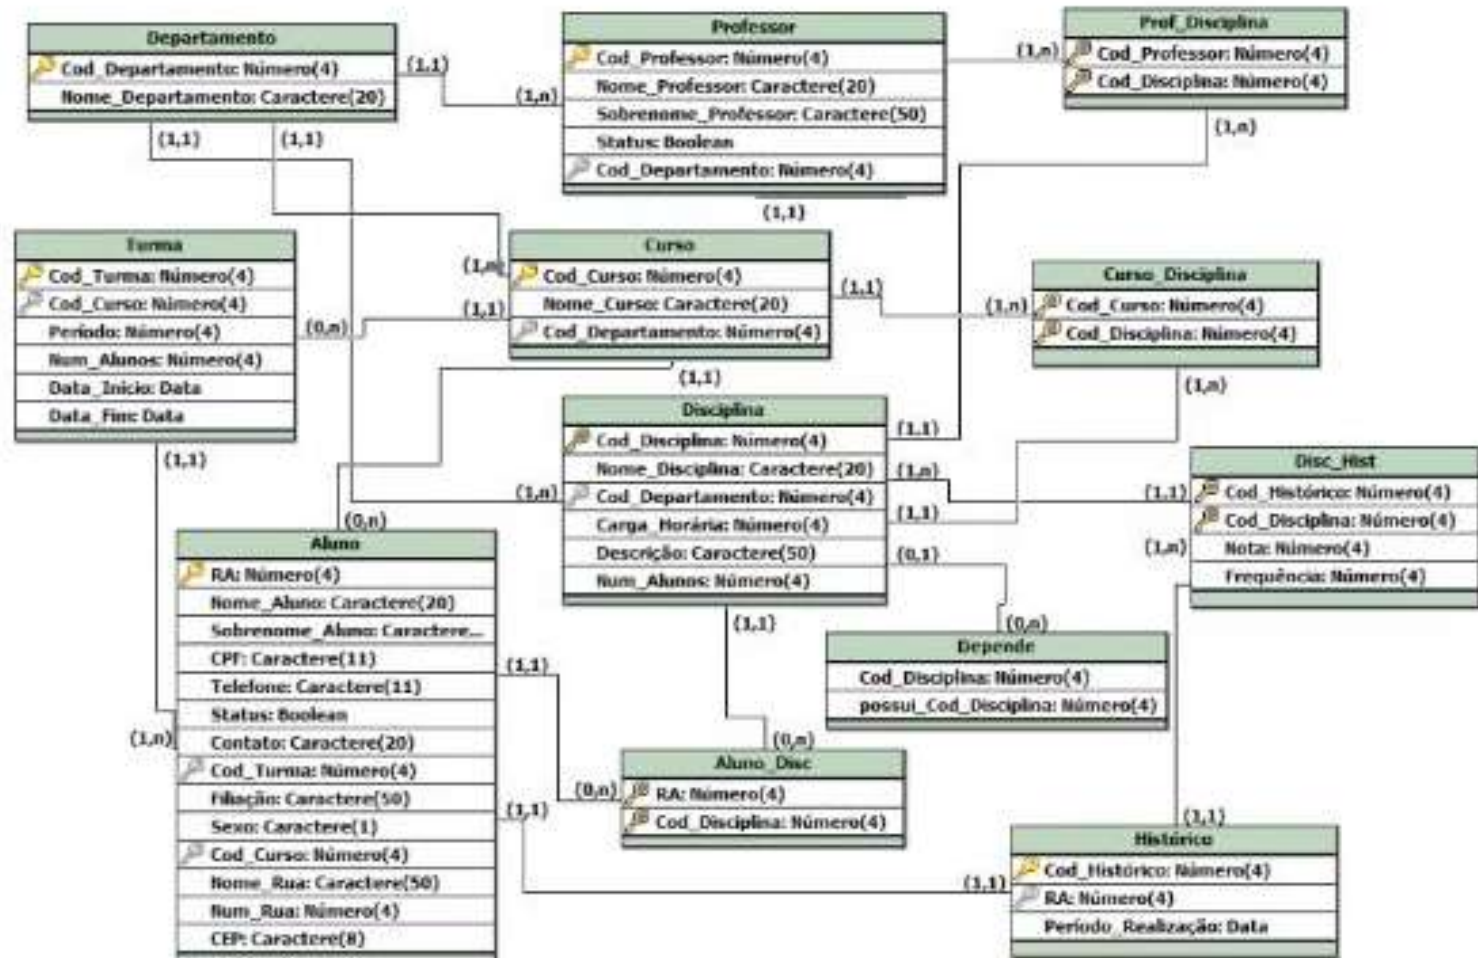 Departamento
Cod_Departamento: Número(4)
Nome_Departamento: Caractere(20)
(1,1)
(1,n)
(1,1)
(1,1)
Professor
Cod_Professor: Número(4)
Nome_Professor: Caractere(20)
Sobrenome_Professor: Caractere(50)
Status: Boolean
Cod_Departamento: Número(4)
(1,1)
(1,n)
Prof_Disciplina
Cod_Professor: Número(4)
Cod_Disciplina: Número(4)
(1,n)
Turma
Cod_Turma: Número(4)
Cod_Curso: Número(4)
Período: Número(4)
Num_Alunos: Número(4)
Data_Inicio: Data
Data_Fim: Data
(0,n)
(1,1)
(1,1)
(1,n)
Curso
Cod_Curso: Número(4)
Nome_Curso: Caractere(20)
Cod_Departamento: Número(4)
(1,1)
(1,1)
(1,n)
Curso_Disciplina
Cod_Curso: Número(4)
Cod_Disciplina: Número(4)
(1,n)
Disciplina
Cod_Disciplina: Número(4)
Nome_Disciplina: Caractere(20)
Cod_Departamento: Número(4)
Carga_Horária: Número(4)
Descrição: Caractere(50)
Num_Alunos: Número(4)
(1,n)
(1,1)
(1,n)
(1,1)
(0,1)
(1,1)
Disc_Hist
Cod_Histórico: Número(4)
Cod_Disciplina: Número(4)
Nota: Número(4)
Frequência: Número(4)
(1,1)
(1,n)
(0,n)
Aluno
RA: Número(4)
Nome_Aluno: Caractere(20)
Sobrenome_Aluno: Caractere...
CPF: Caractere(11)
Telefone: Caractere(11)
Status: Boolean
Contato: Caractere(20)
Cod_Turma: Número(4)
Filiação: Caractere(50)
Sexo: Caractere(1)
Cod_Curso: Número(4)
Nome_Rua: Caractere(50)
Num_Rua: Número(4)
CEP: Caractere(8)
(1,n)
(1,1)
(1,1)
(0,n)
Depende
Cod_Disciplina: Número(4)
possui_Cod_Disciplina: Número(4)
(0,n)
(0,n)
Aluno_Disc
RA: Número(4)
Cod_Disciplina: Número(4)
(1,1)
(1,1)
Histórico
Cod_Histórico: Número(4)
RA: Número(4)
Período_Realização: Data